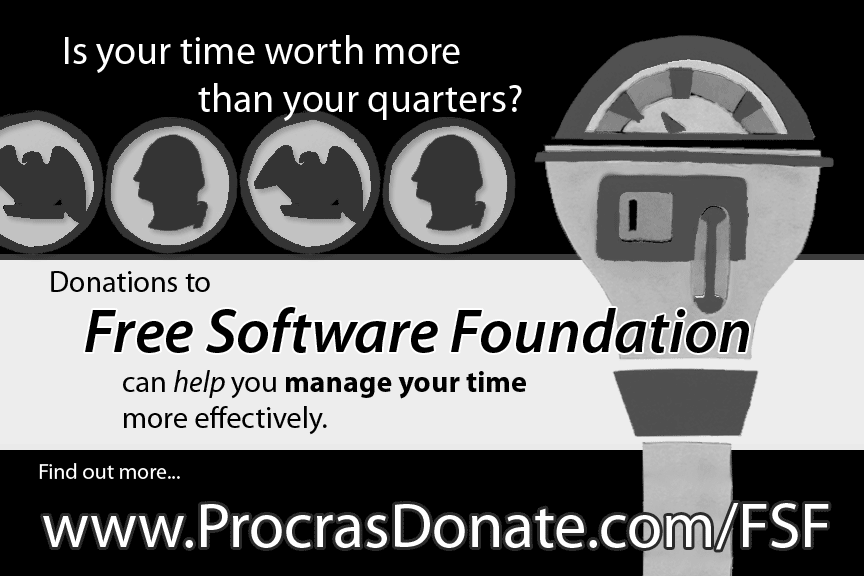 Is your time worth more
than your quarters?
Donations to
Free Software Foundation
can help you manage your time
more effectively.
Find out more...
www.ProcrasDonate.com/FSF